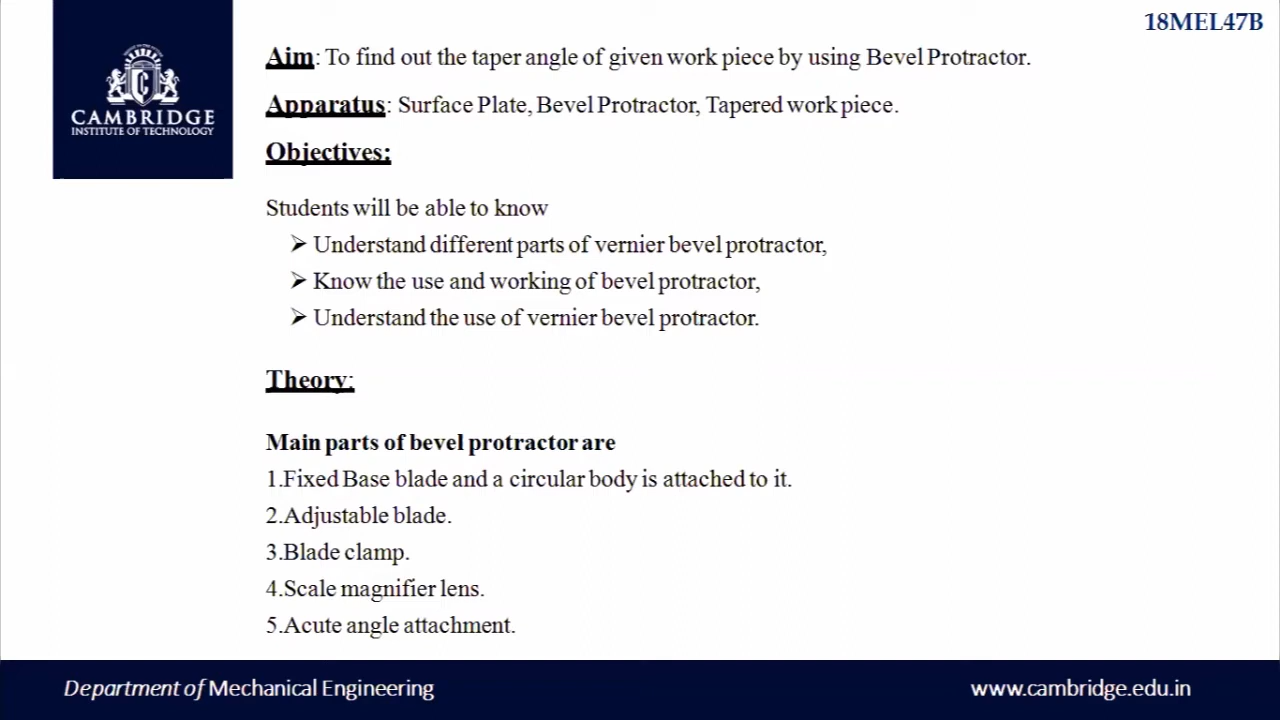 18MEL47B
Aim: To find out the taper angle of given work piece by using Bevel Protractor.
Apparatus: Surface Plate, Bevel Protractor, Tapered work piece.
Objectives:
CAMBRIDGE
INSTITUTE OF TECHNOLOGY
Students will be able to know
➢ Understand different parts of vernier bevel protractor,
➢ Know the use and working of bevel protractor,
➢ Understand the use of vernier bevel protractor.
Theory:
Main parts of bevel protractor are
1.Fixed Base blade and a circular body is attached to it.
2.Adjustable blade.
3.Blade clamp.
4.Scale magnifier lens.
5.Acute angle attachment.
Department of Mechanical Engineering
www.cambridge.edu.in